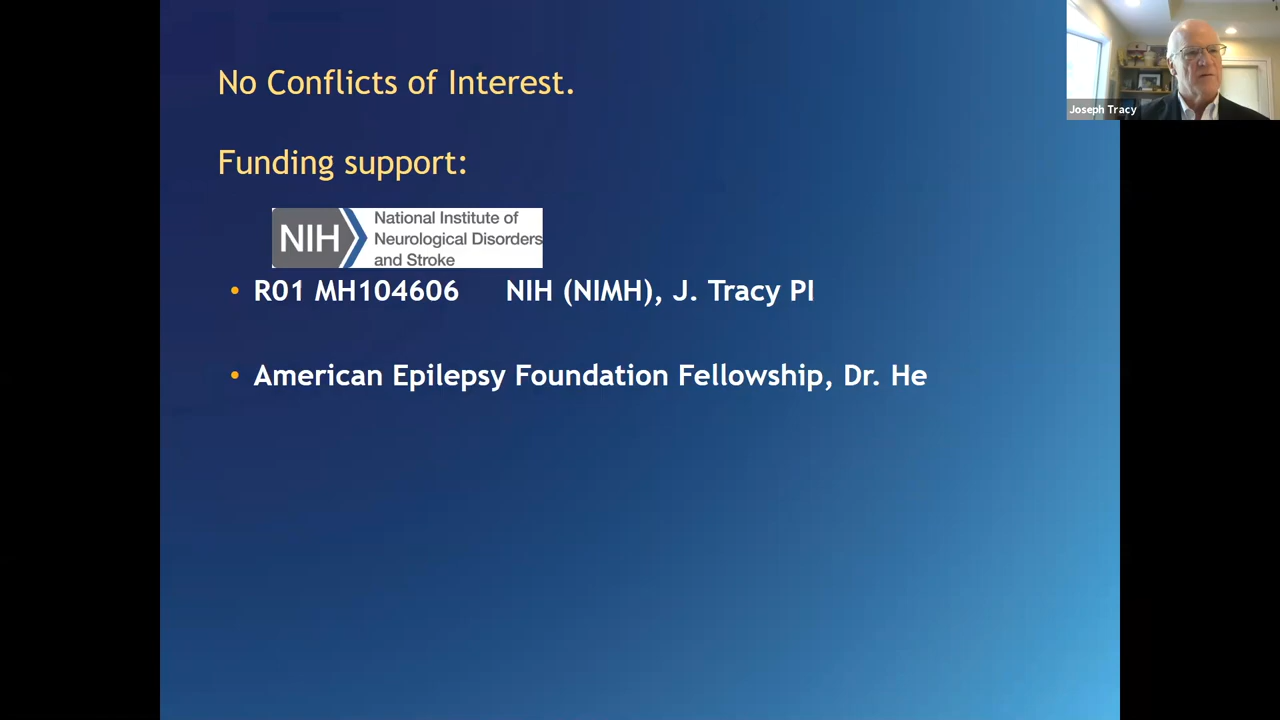 No Conflicts of Interest.
Joseph Tracy
Funding support:
NIH
National Institute of
Neurological Disorders
and Stroke
• R01 MH104606 NIH (NIMH), J. Tracy PI
• American Epilepsy Foundation Fellowship, Dr. He